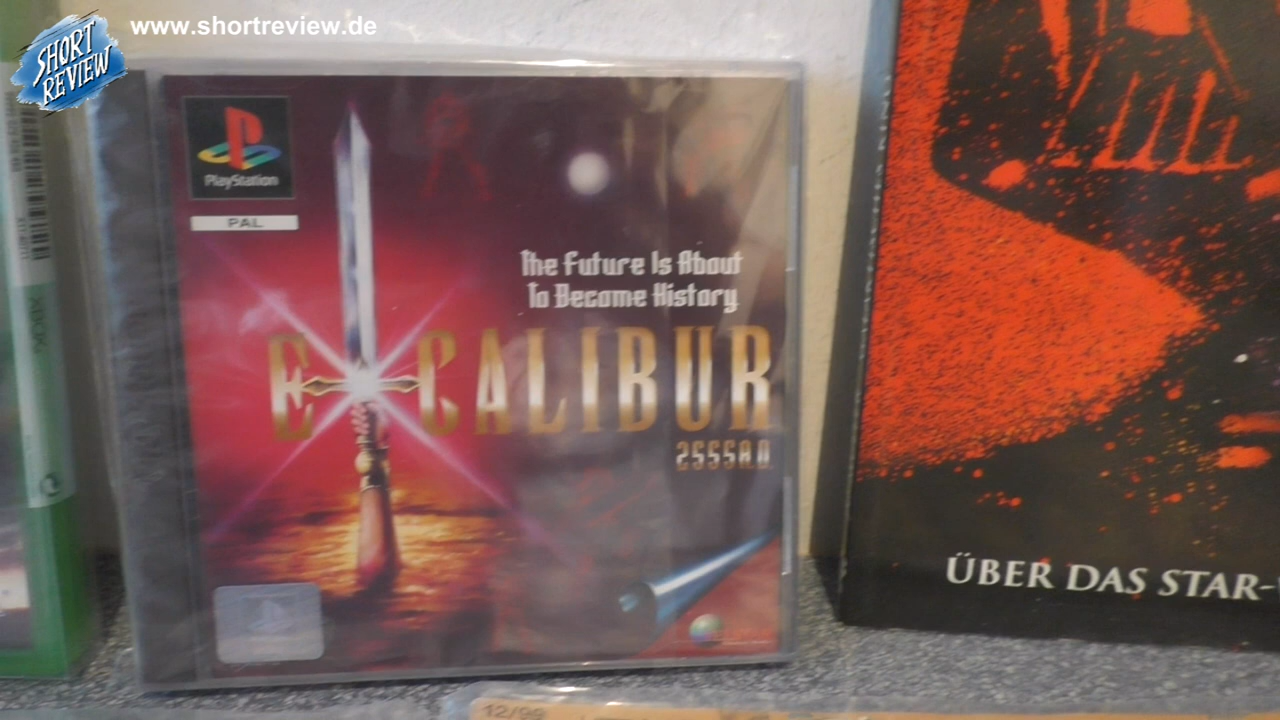 SHORT
REVIEW
www.shortreview.de
PlayStation
PAL
The Future Is About
To Become History
EXCALIBUR
2555A.D.
ÜBER DAS STAR-
12/99